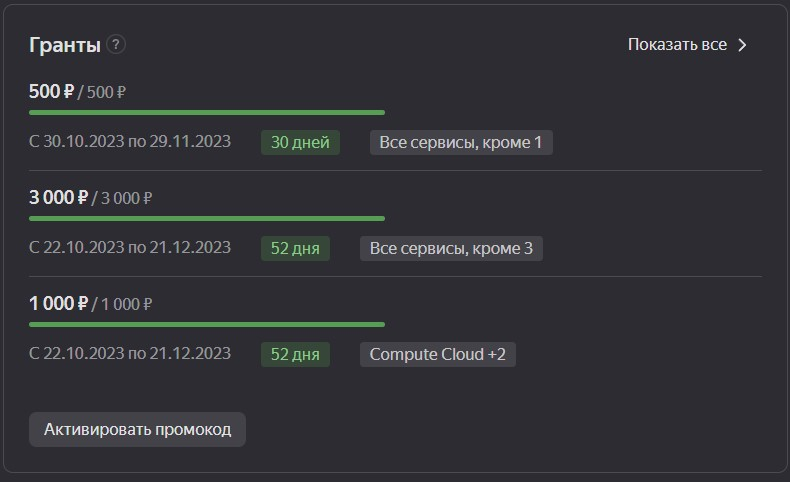 Гранты ?
Показать все
500 ₽ / 500 ₽
С 30.10.2023 по 29.11.2023 30 дней Все сервисы, кроме 1
3 000 ₽ / 3 000 ₽
С 22.10.2023 по 21.12.2023 52 дня Все сервисы, кроме 3
1 000 ₽ / 1 000 ₽
С 22.10.2023 по 21.12.2023 52 дня Compute Cloud +2
Активировать промокод